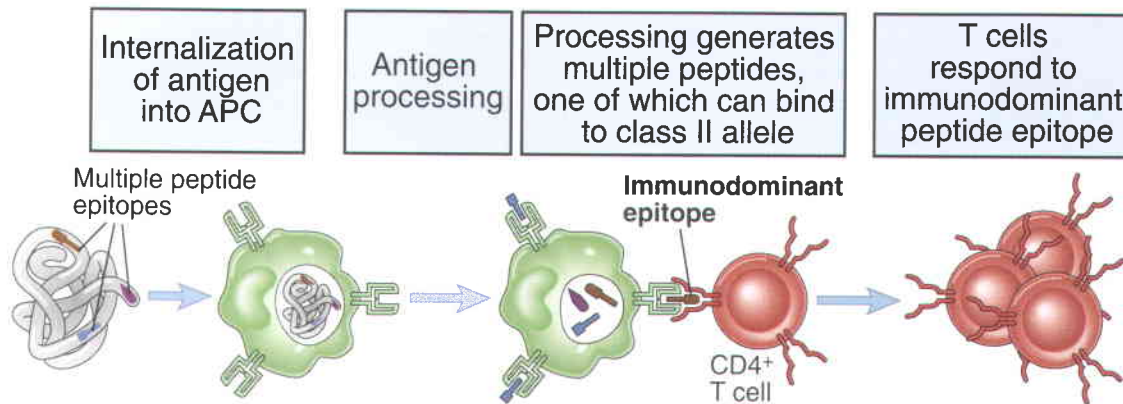 Internalization
of antigen
into APC
Antigen
processing
Processing generates
multiple peptides,
one of which can bind
to class II allele
T cells
respond to
immunodominant
peptide epitope
Multiple peptide
epitopes
Immunodominant
epitope
CD4+
T cell